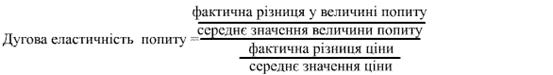 фактична різниця у величині попиту
середнє значення величини попиту
Дугова еластичність попиту =
фактична різниця ціни
середнє значення ціни